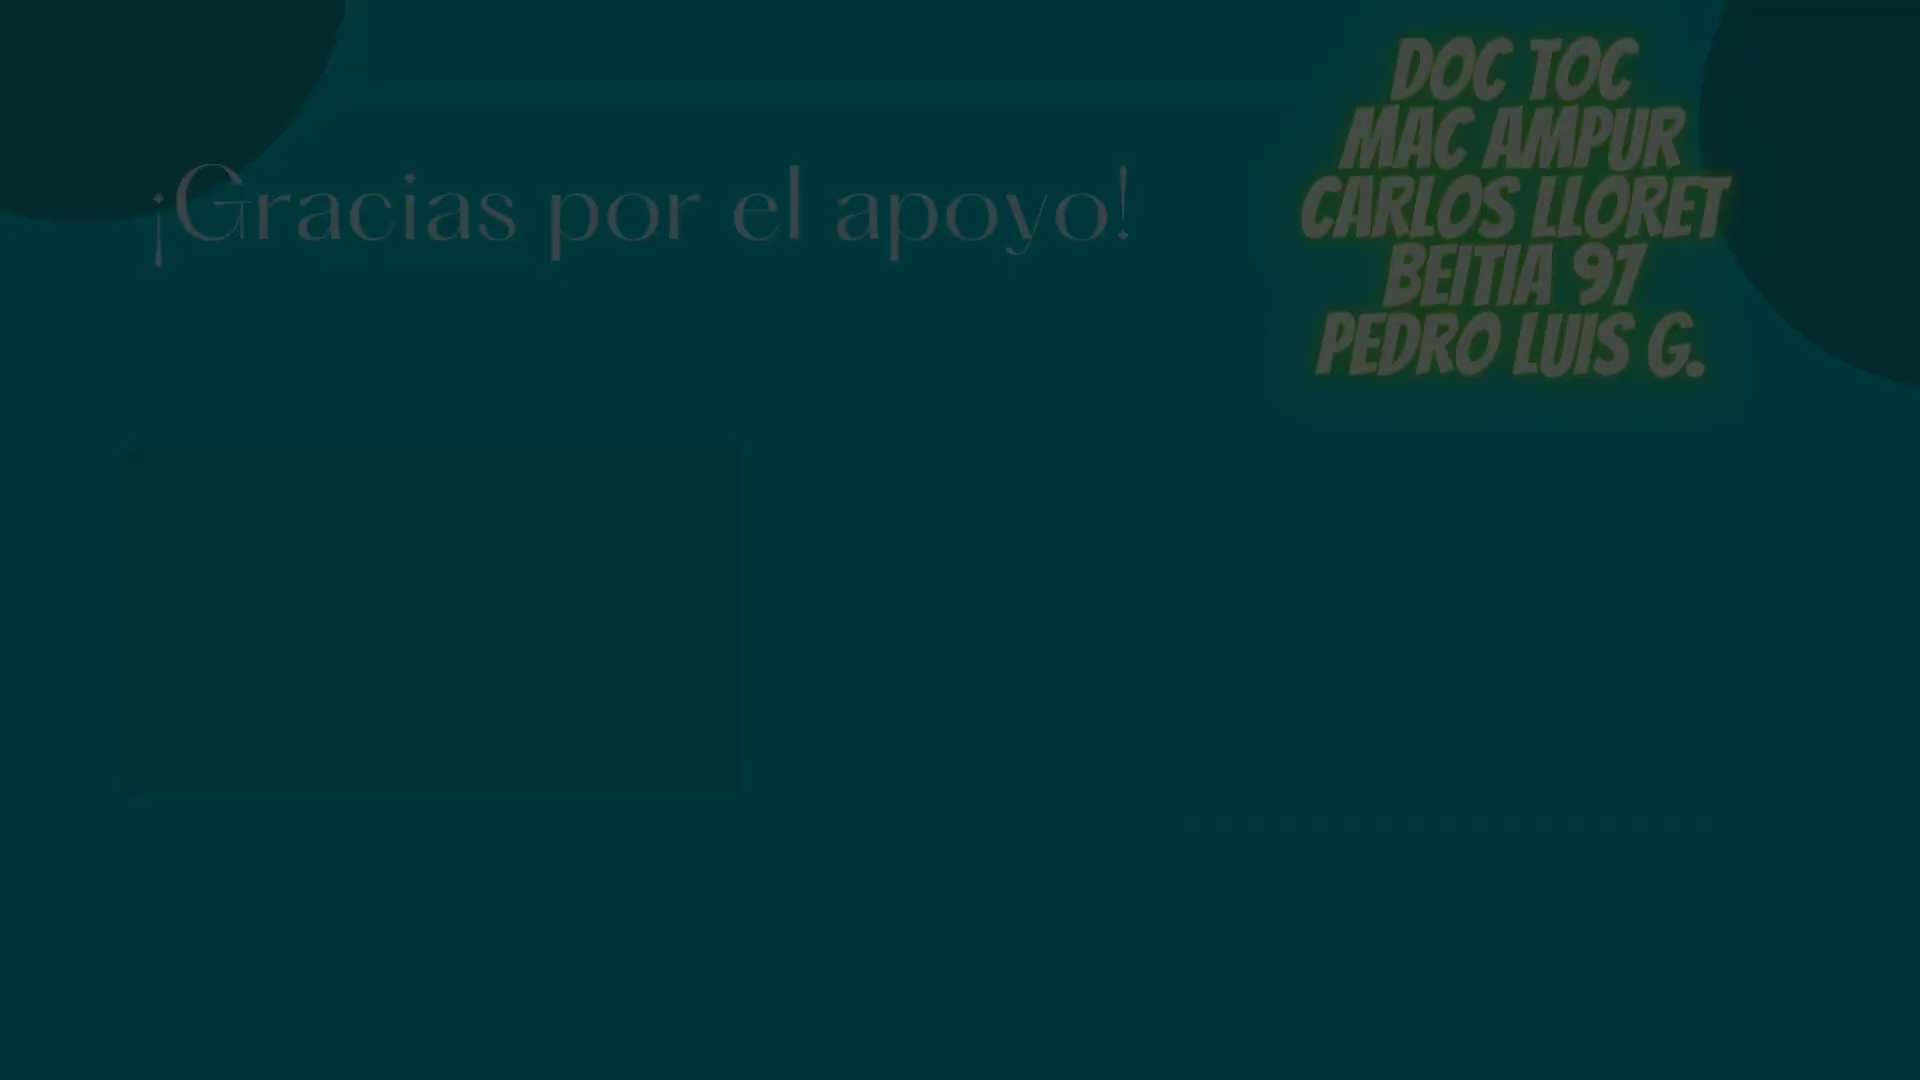 ¡Gracias por el apoyo!
DOC TOC
MAC AMPUR
CARLOS LLORET
BEITIA 97
PEDRO LUIS G.